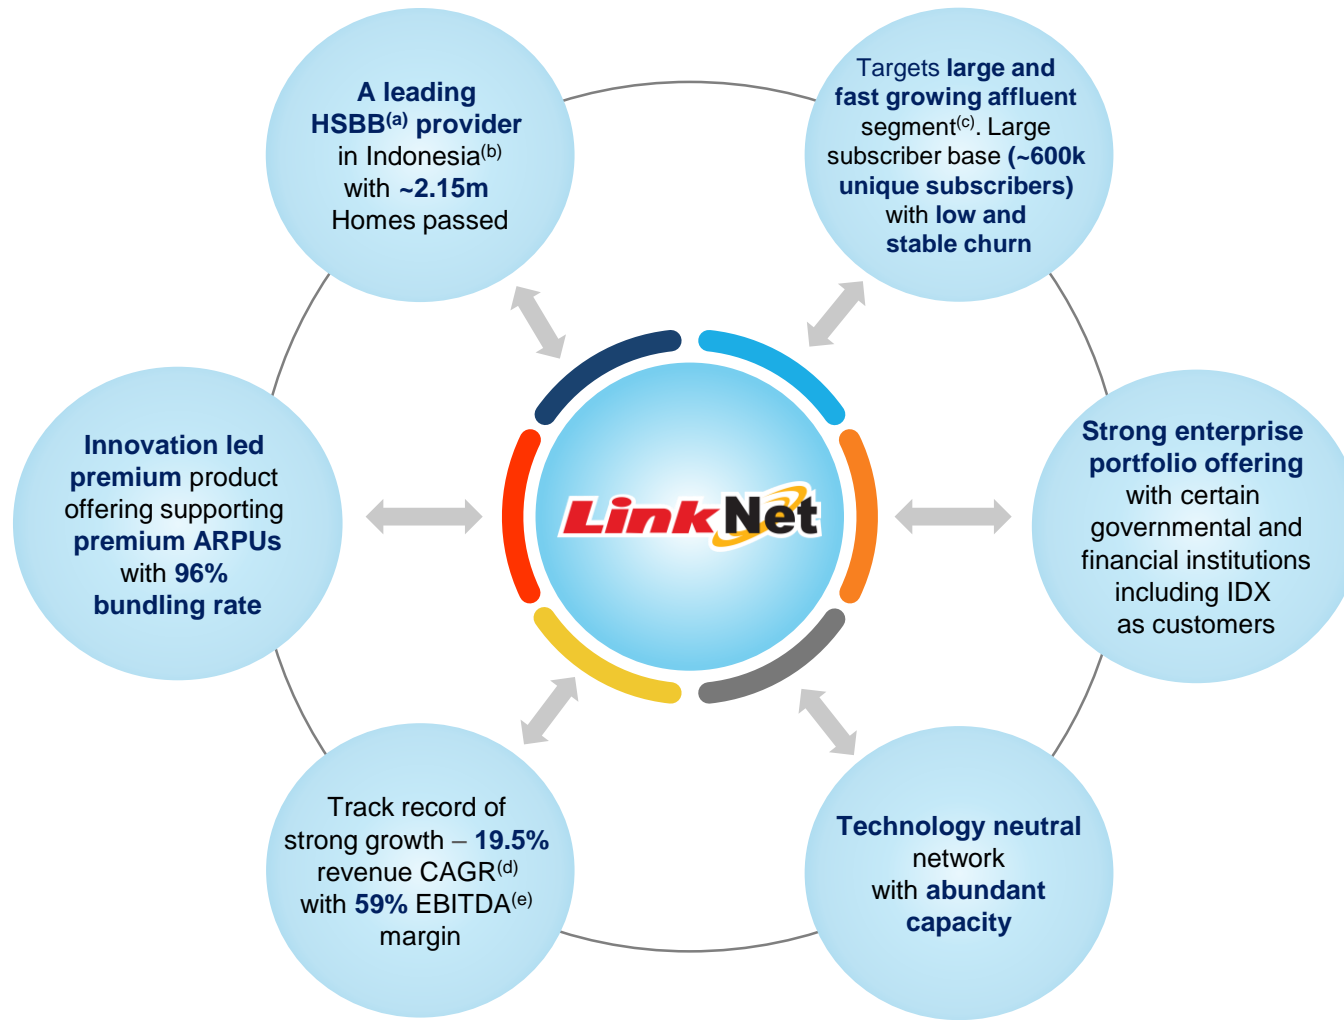 A leading
HSBB(a) provider
in Indonesia(b)
with ~2.15m
Homes passed
Targets large and
fast growing affluent
segment(c). Large
subscriber base (~600k
unique subscribers)
with low and
stable churn
Innovation led
premium product
offering supporting
premium ARPUs
with 96%
bundling rate
LinkNet
Strong enterprise
portfolio offering
with certain
governmental and
financial institutions
including IDX
as customers
Track record of
strong growth – 19.5%
revenue CAGR(d)
with 59% EBITDA(e)
margin
Technology neutral
network
with abundant
capacity